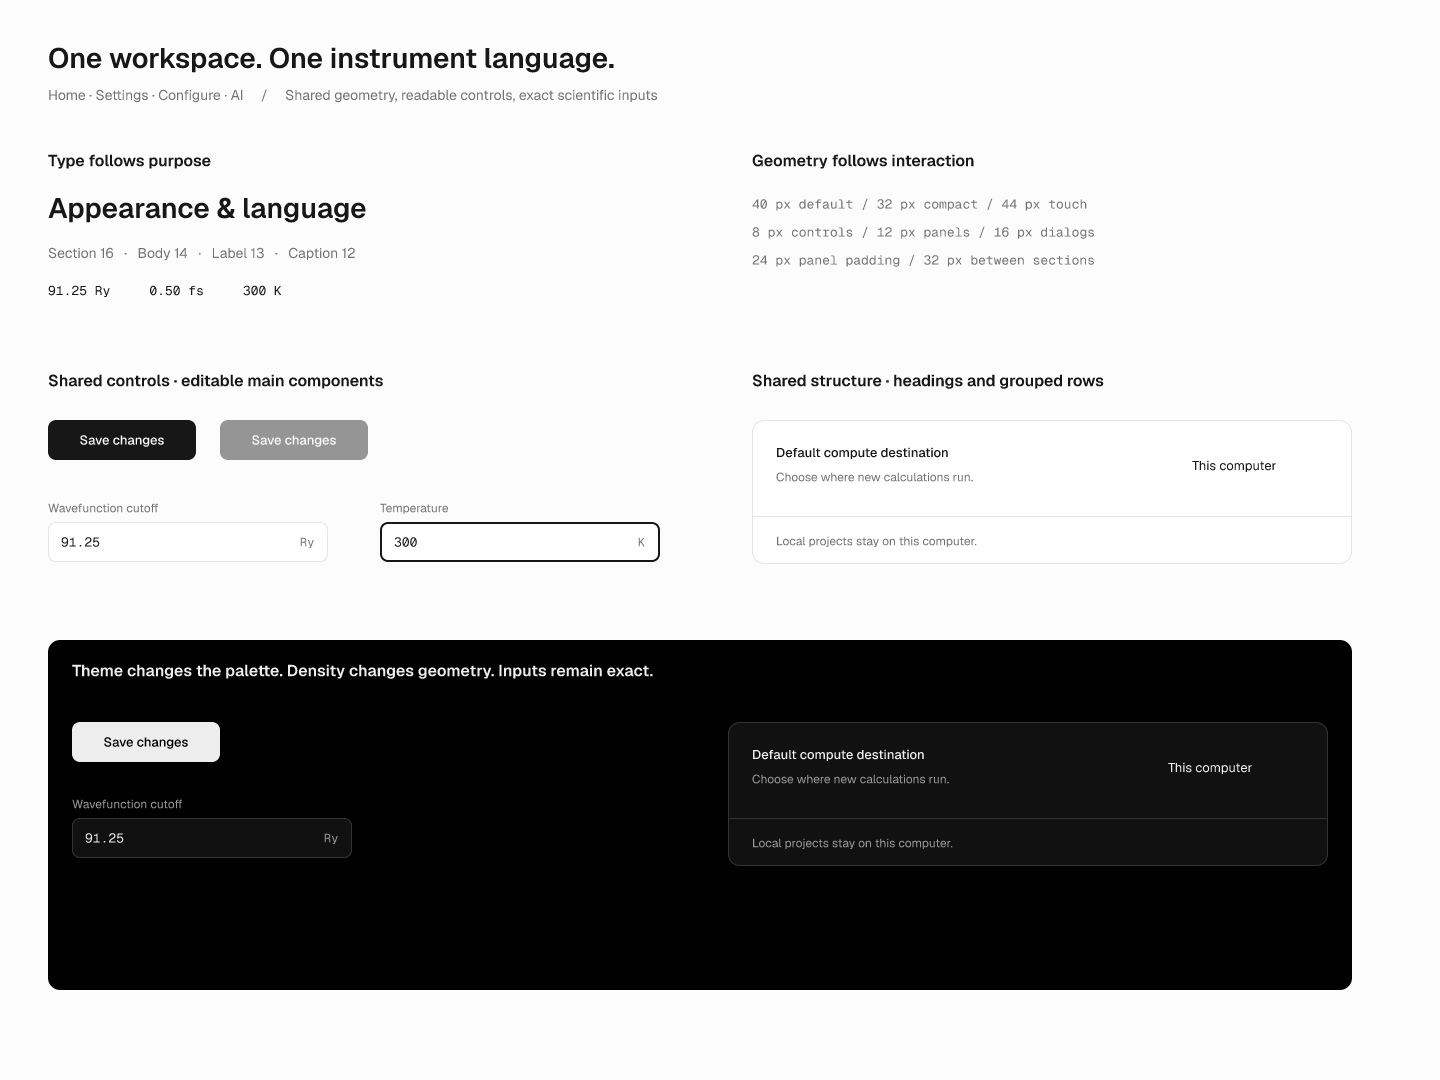 One workspace. One instrument language.
Home · Settings · Configure · AI / Shared geometry, readable controls, exact scientific inputs
Type follows purpose
Appearance & language
Section 16 · Body 14 · Label 13 · Caption 12
91.25 Ry 0.50 fs 300 K
Geometry follows interaction
40 px default / 32 px compact / 44 px touch
8 px controls / 12 px panels / 16 px dialogs
24 px panel padding / 32 px between sections
Shared controls · editable main components
Save changes Save changes
Wavefunction cutoff Temperature
91.25 Ry 300 K
Shared structure · headings and grouped rows
Default compute destination
Choose where new calculations run.
This computer
Local projects stay on this computer.
Theme changes the palette. Density changes geometry. Inputs remain exact.
Save changes
Wavefunction cutoff
91.25 Ry
Default compute destination
Choose where new calculations run.
This computer
Local projects stay on this computer.